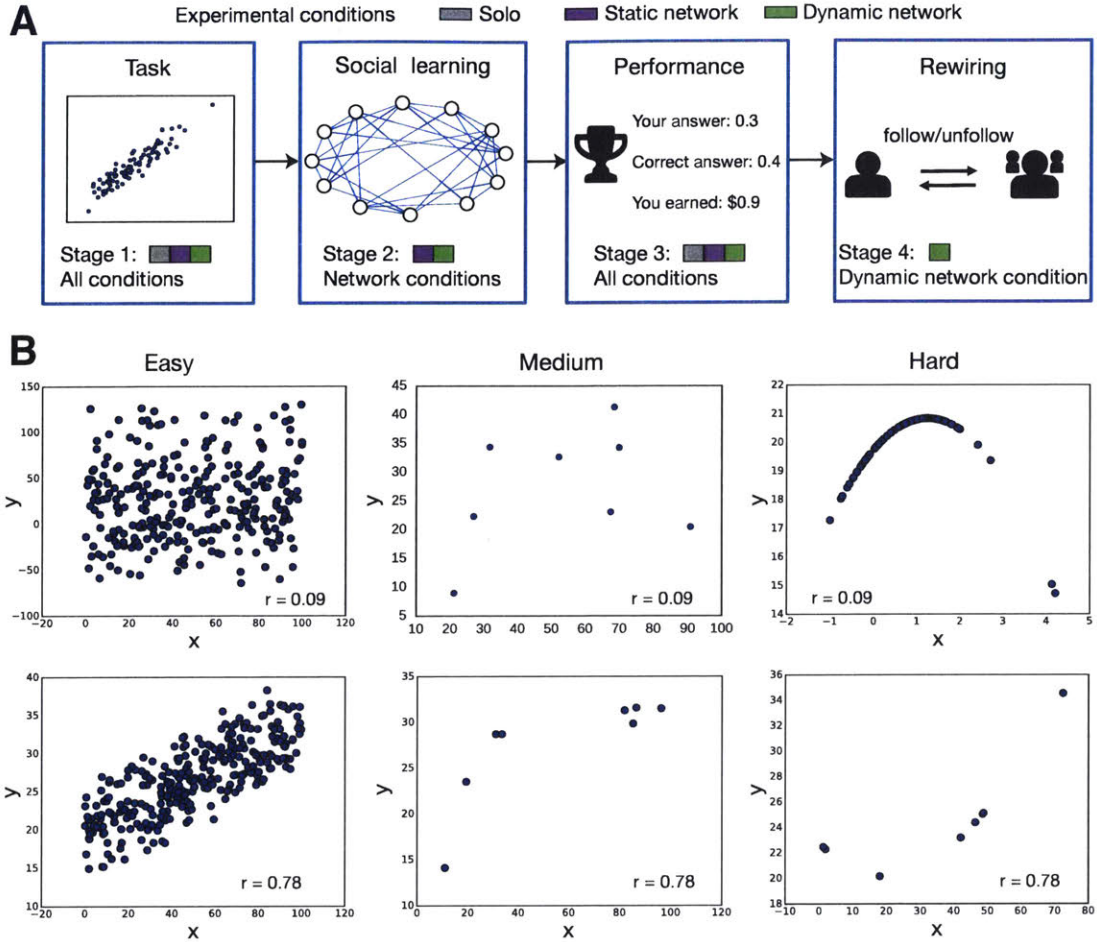 A
Experimental conditions Solo Static network Dynamic network
Task
Stage 1:
All conditions
Social learning
Stage 2:
Network conditions
Performance
Your answer: 0.3
Correct answer: 0.4
You earned: $0.9
Stage 3:
All conditions
Rewiring
follow/unfollow
Stage 4:
Dynamic network condition
B
Easy
150
100
50
0
−50
−100
y
r = 0.09
−20 0 20 40 60 80 100 120
x
Medium
45
40
35
30
25
20
15
10
5
y
r = 0.09
10 20 30 40 50 60 70 80 90 100
x
Hard
22
21
20
19
18
17
16
15
14
y
r = 0.09
−2 −1 0 1 2 3 4 5
x
40
35
30
25
20
15
10
y
r = 0.78
−20 0 20 40 60 80 100 120
x
35
30
25
20
15
10
y
r = 0.78
0 20 40 60 80 100 120
x
36
34
32
30
28
26
24
22
20
18
y
r = 0.78
−10 0 10 20 30 40 50 60 70 80
x